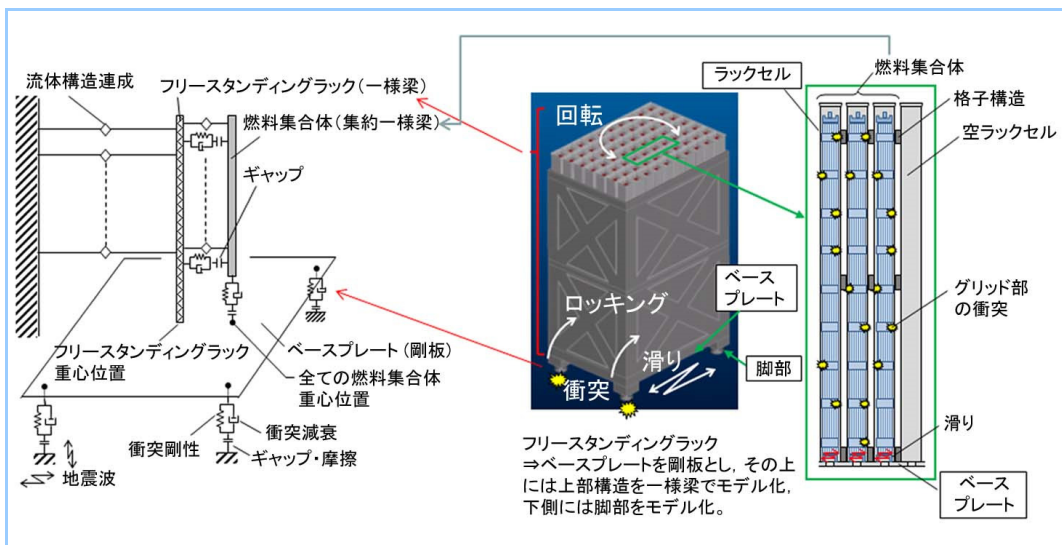 流体構造連成
フリースタンディングラック(一様梁)
燃料集合体(集約一様梁)
ギャップ
フリースタンディングラック
重心位置
ベースプレート(剛板)
全ての燃料集合体
重心位置
衝突剛性
衝突減衰
ギャップ・摩擦
地震波
回転
ロッキング
滑り
衝突
ベース
プレート
脚部
フリースタンディングラック
⇒ベースプレートを剛板とし，その上
には上部構造を一様梁でモデル化，
下側には脚部をモデル化。
ラックセル
燃料集合体
格子構造
空ラックセル
グリッド部
の衝突
滑り
ベース
プレート